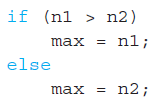 if (n1 > n2)
    max = n1;
else
    max = n2;